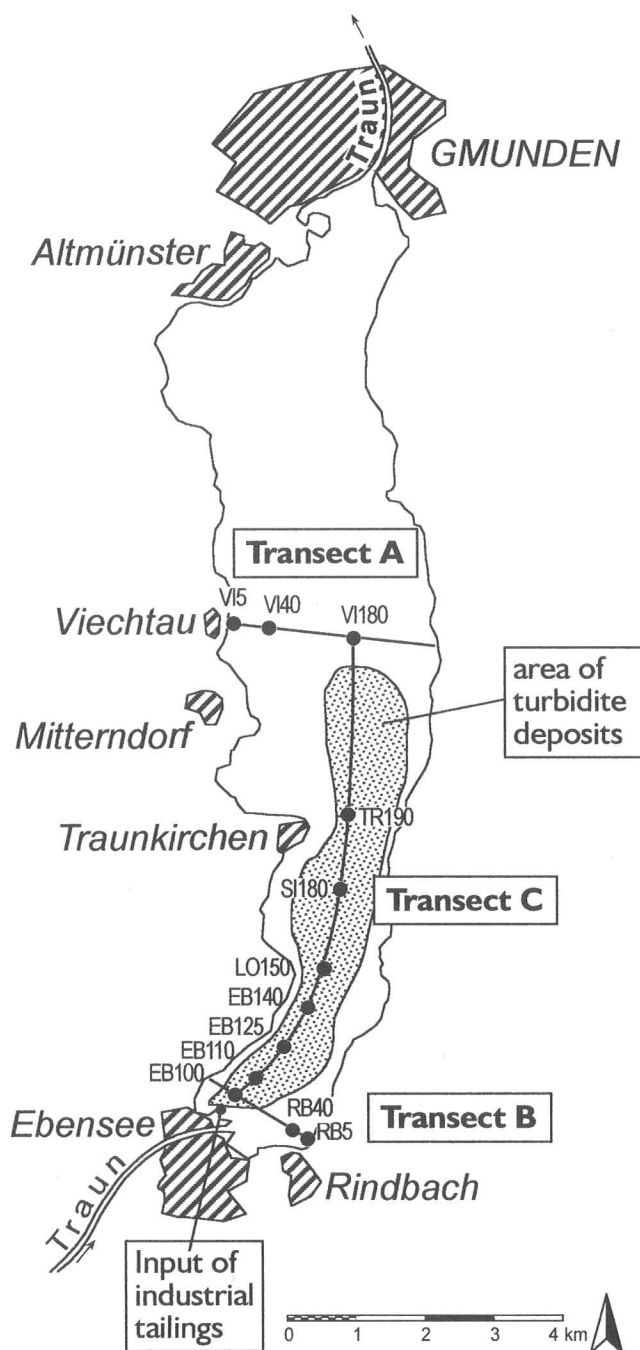 Traun
GMUNDEN
Altmünster
Transect A
VI5
VI40
VI180
Viechtau
area of
turbidite
deposits
Mitterndorf
TR190
Traunkirchen
SI180
Transect C
LO150
EB140
EB125
EB110
EB100
RB40
Transect B
Ebensee
RB5
Rindbach
Traun
Input of
industrial
tailings
0 1 2 3 4 km